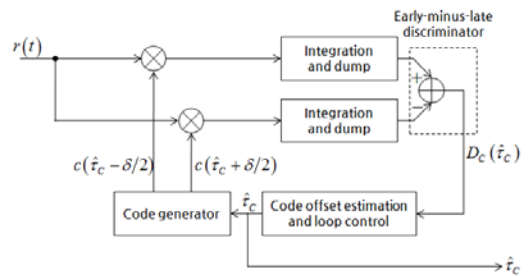 Early-minus-late
discriminator
r(t)
Integration
and dump
+
Integration
and dump
−
D_C(τ̂_C)
c(τ̂_C − δ/2)
c(τ̂_C + δ/2)
Code generator
τ̂_C
Code offset estimation
and loop control
τ̂_C